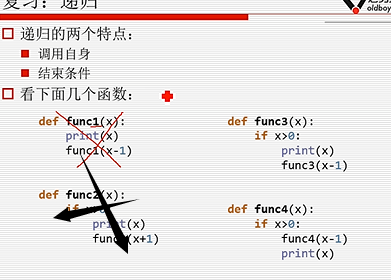 复习：递归
oldboy
递归的两个特点：
调用自身
结束条件
看下面几个函数：
def func1(x):
print(x)
func1(x-1)
def func3(x):
if x>0:
print(x)
func3(x-1)
def func2(x):
if
print(x)
func2(x+1)
def func4(x):
if x>0:
func4(x-1)
print(x)